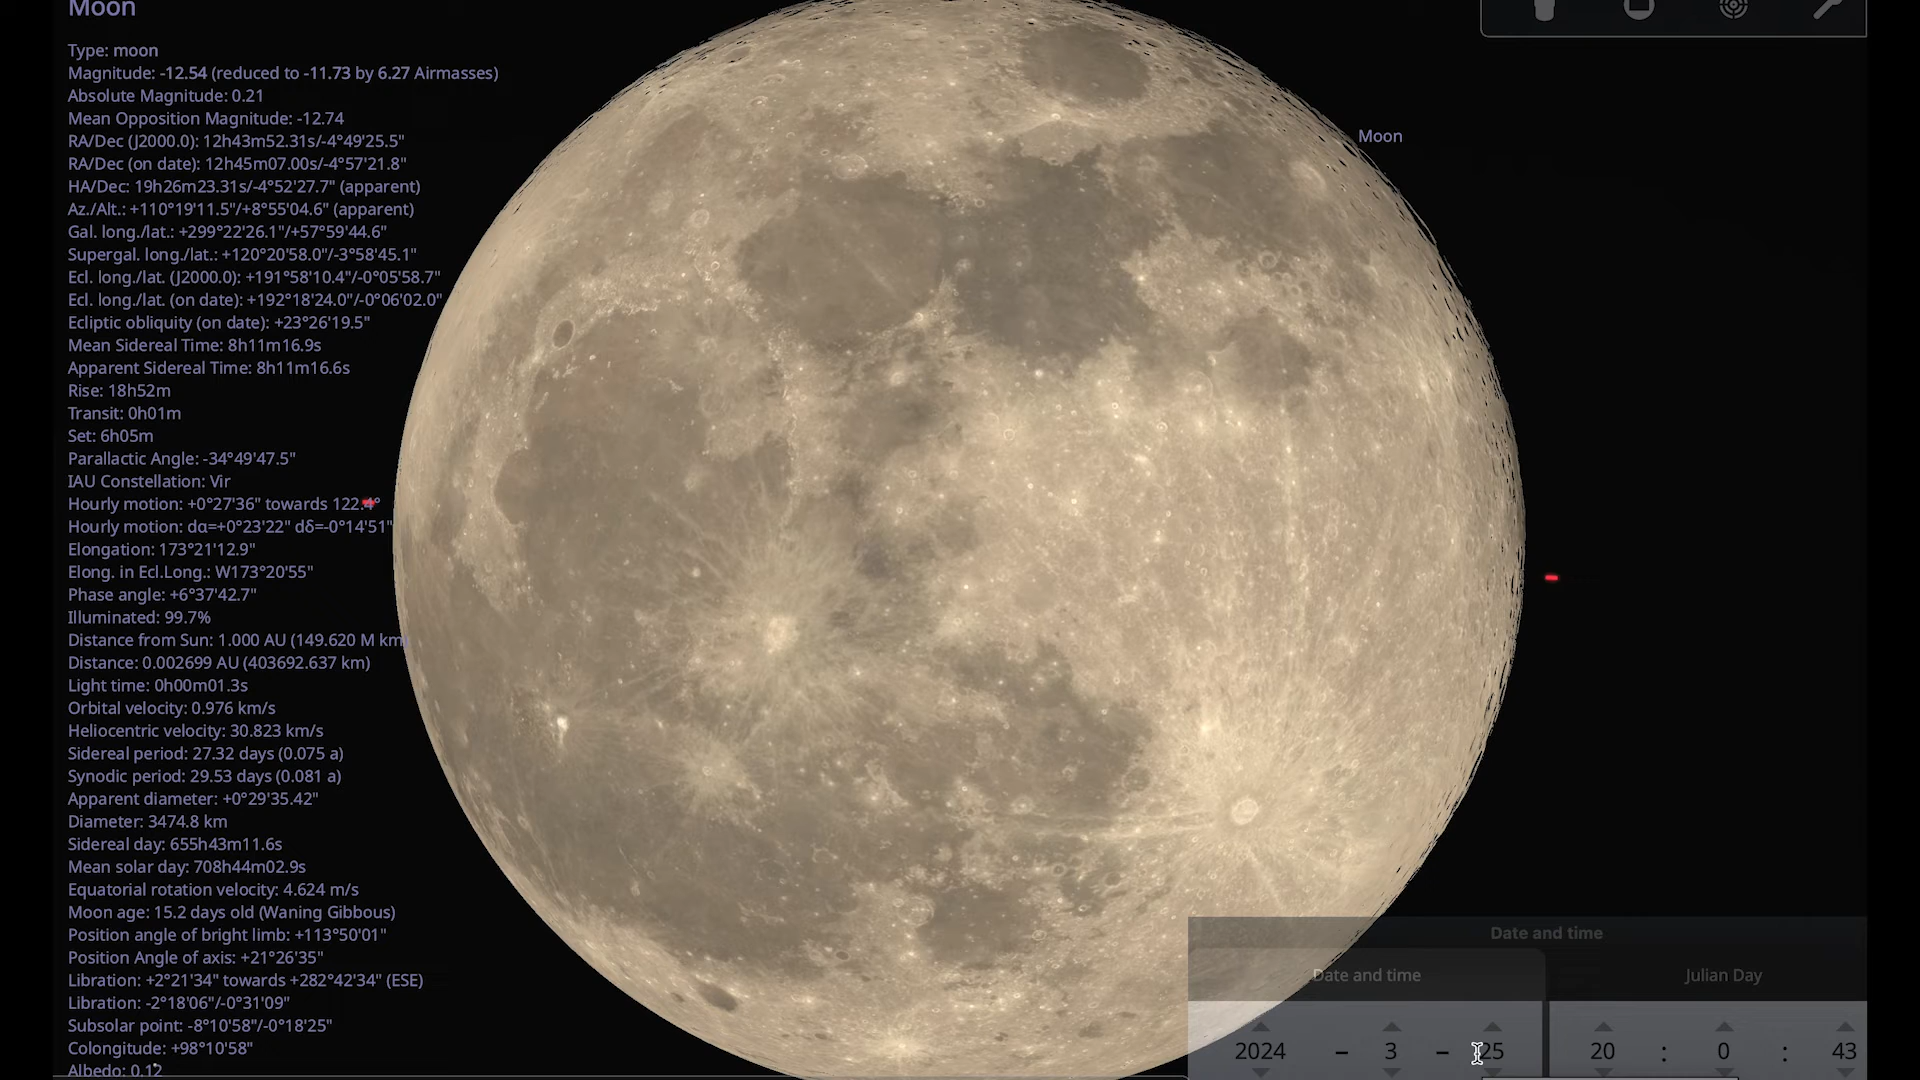 Moon
Type: moon
Magnitude: -12.54 (reduced to -11.73 by 6.27 Airmasses)
Absolute Magnitude: 0.21
Mean Opposition Magnitude: -12.74
RA/Dec (J2000.0): 12h43m52.31s/-4°49'25.5"
Moon
RA/Dec (on date): 12h45m07.00s/-4°57'21.8"
HA/Dec: 19h26m23.31s/-4°52'27.7" (apparent)
Az./Alt.: +110°19'11.5"/+8°55'04.6" (apparent)
Gal. long./lat.: +299°22'26.1"/+57°59'44.6"
Supergal. long./lat.: +120°20'58.0"/-3°58'45.1"
Ecl. long./lat. (J2000.0): +191°58'10.4"/-0°05'58.7"
Ecl. long./lat. (on date): +192°18'24.0"/-0°06'02.0"
Ecliptic obliquity (on date): +23°26'19.5"
Mean Sidereal Time: 8h11m16.9s
Apparent Sidereal Time: 8h11m16.6s
Rise: 18h52m
Transit: 0h01m
Set: 6h05m
Parallactic Angle: -34°49'47.5"
IAU Constellation: Vir
Hourly motion: +0°27'36" towards 122.4°
Hourly motion: dα=+0°23'22" dδ=-0°14'51"
Elongation: 173°21'12.9"
Elong. in Ecl.Long.: W173°20'55"
Phase angle: +6°37'42.7"
Illuminated: 99.7%
Distance from Sun: 1.000 AU (149.620 M km)
Distance: 0.002699 AU (403692.637 km)
Light time: 0h00m01.3s
Orbital velocity: 0.976 km/s
Heliocentric velocity: 30.823 km/s
Sidereal period: 27.32 days (0.075 a)
Synodic period: 29.53 days (0.081 a)
Apparent diameter: +0°29'35.42"
Diameter: 3474.8 km
Sidereal day: 655h43m11.6s
Mean solar day: 708h44m02.9s
Equatorial rotation velocity: 4.624 m/s
Moon age: 15.2 days old (Waning Gibbous)
Position angle of bright limb: +113°50'01"
Position Angle of axis: +21°26'35"
Libration: +2°21'34" towards +282°42'34" (ESE)
Libration: -2°18'06"/-0°31'09"
Subsolar point: -8°10'58"/-0°18'25"
Colongitude: +98°10'58"
Albedo: 0.12
Date and time
Date and time Julian Day
2024 - 3 - 25 20 : 0 : 43